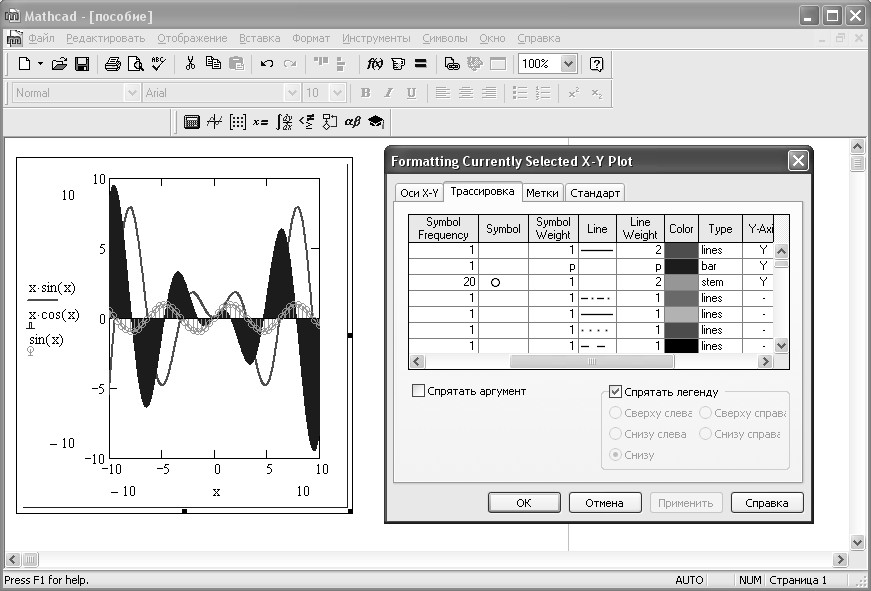 Mathcad - [пособие]
Файл Редактировать Отображение Вставка Формат Инструменты Символы Окно Справка
100%
Normal Arial 10 B I U
x= αβ
Formatting Currently Selected X-Y Plot
Оси X-Y Трассировка Метки Стандарт
Symbol Frequency Symbol Symbol Weight Line Line Weight Color Type Y-Axi
1 1 2 lines Y
1 p p bar Y
20 1 2 stem Y
1 1 1 lines -
1 1 1 lines -
1 1 1 lines -
1 1 1 lines -
Спрятать аргумент
Спрятать легенду
Сверху слева Сверху справа
Снизу слева Снизу справа
Снизу
OK Отмена Применить Справка
10
10
5
x·sin(x)
x·cos(x)
0
sin(x)
−5
−10
−10
−10 −5 0 5 10
−10 x 10
Press F1 for help.
AUTO NUM Страница 1